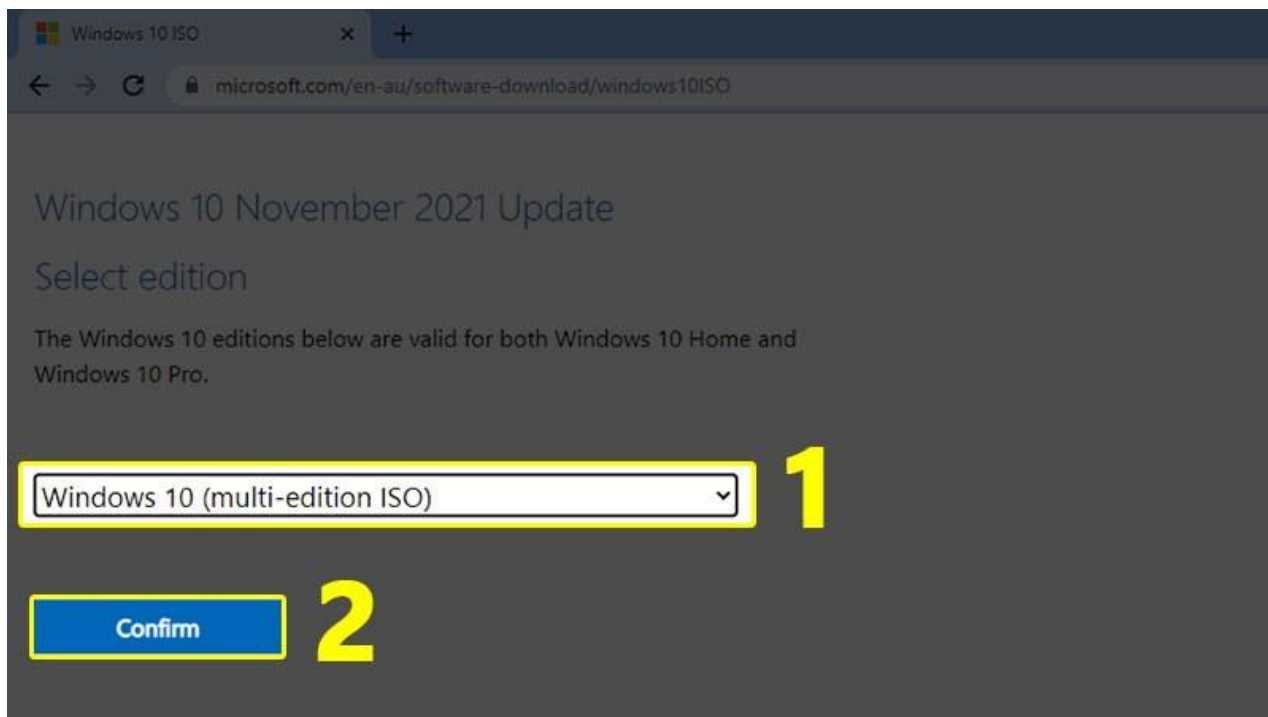 Windows 10 ISO
microsoft.com/en-au/software-download/windows10ISO
Windows 10 November 2021 Update
Select edition
The Windows 10 editions below are valid for both Windows 10 Home and
Windows 10 Pro.
Windows 10 (multi-edition ISO)
1
Confirm
2